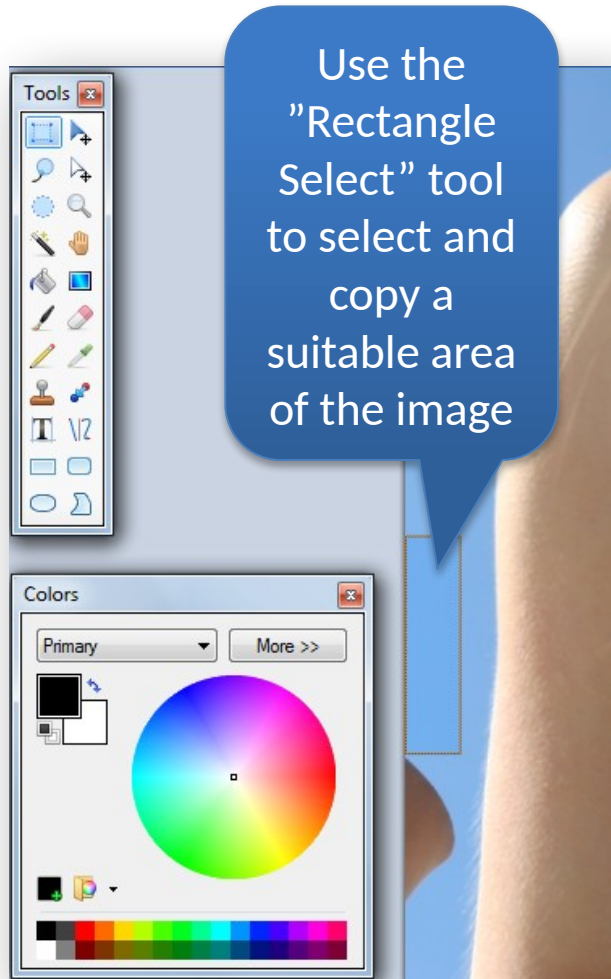 Use the
”Rectangle
Select” tool
to select and
copy a
suitable area
of the image
Tools
Colors
Primary
More >>